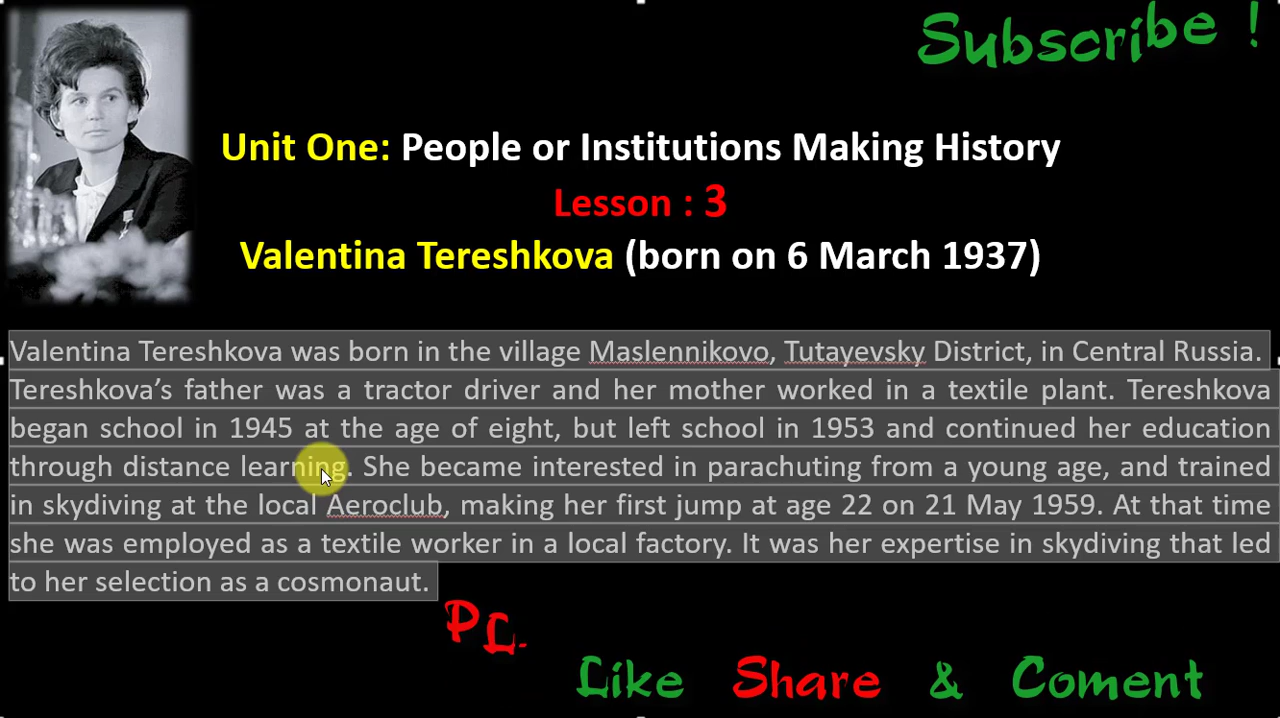 Subscribe !
Unit One: People or Institutions Making History
Lesson : 3
Valentina Tereshkova (born on 6 March 1937)
Valentina Tereshkova was born in the village Maslennikovo, Tutayevsky District, in Central Russia.
Tereshkova’s father was a tractor driver and her mother worked in a textile plant. Tereshkova
began school in 1945 at the age of eight, but left school in 1953 and continued her education
through distance learning. She became interested in parachuting from a young age, and trained
in skydiving at the local Aeroclub, making her first jump at age 22 on 21 May 1959. At that time
she was employed as a textile worker in a local factory. It was her expertise in skydiving that led
to her selection as a cosmonaut.
PL.
Like Share & Coment